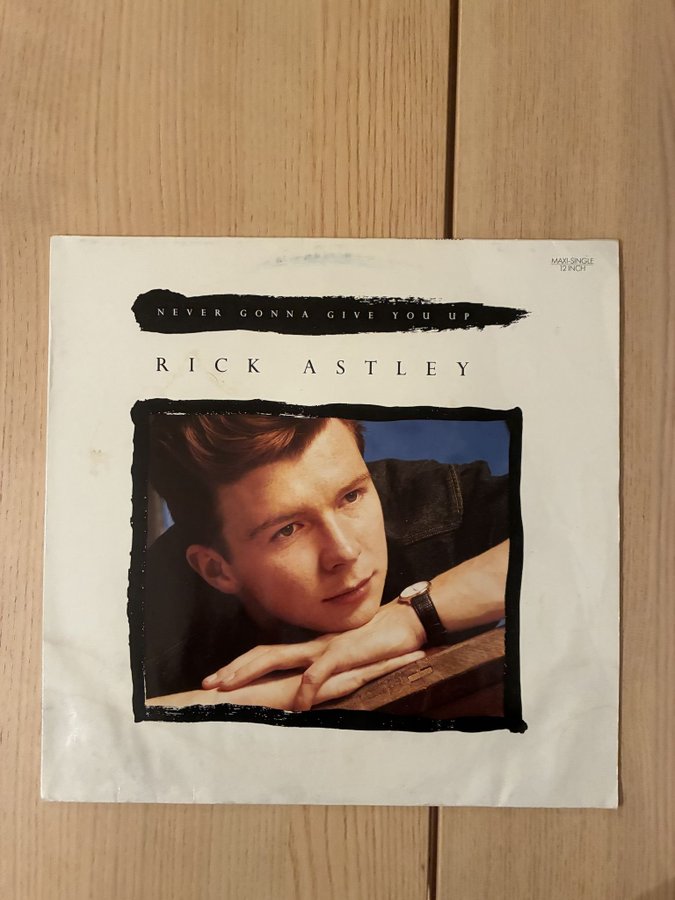 MAXI-SINGLE
12 INCH
NEVER GONNA GIVE YOU UP
RICK ASTLEY